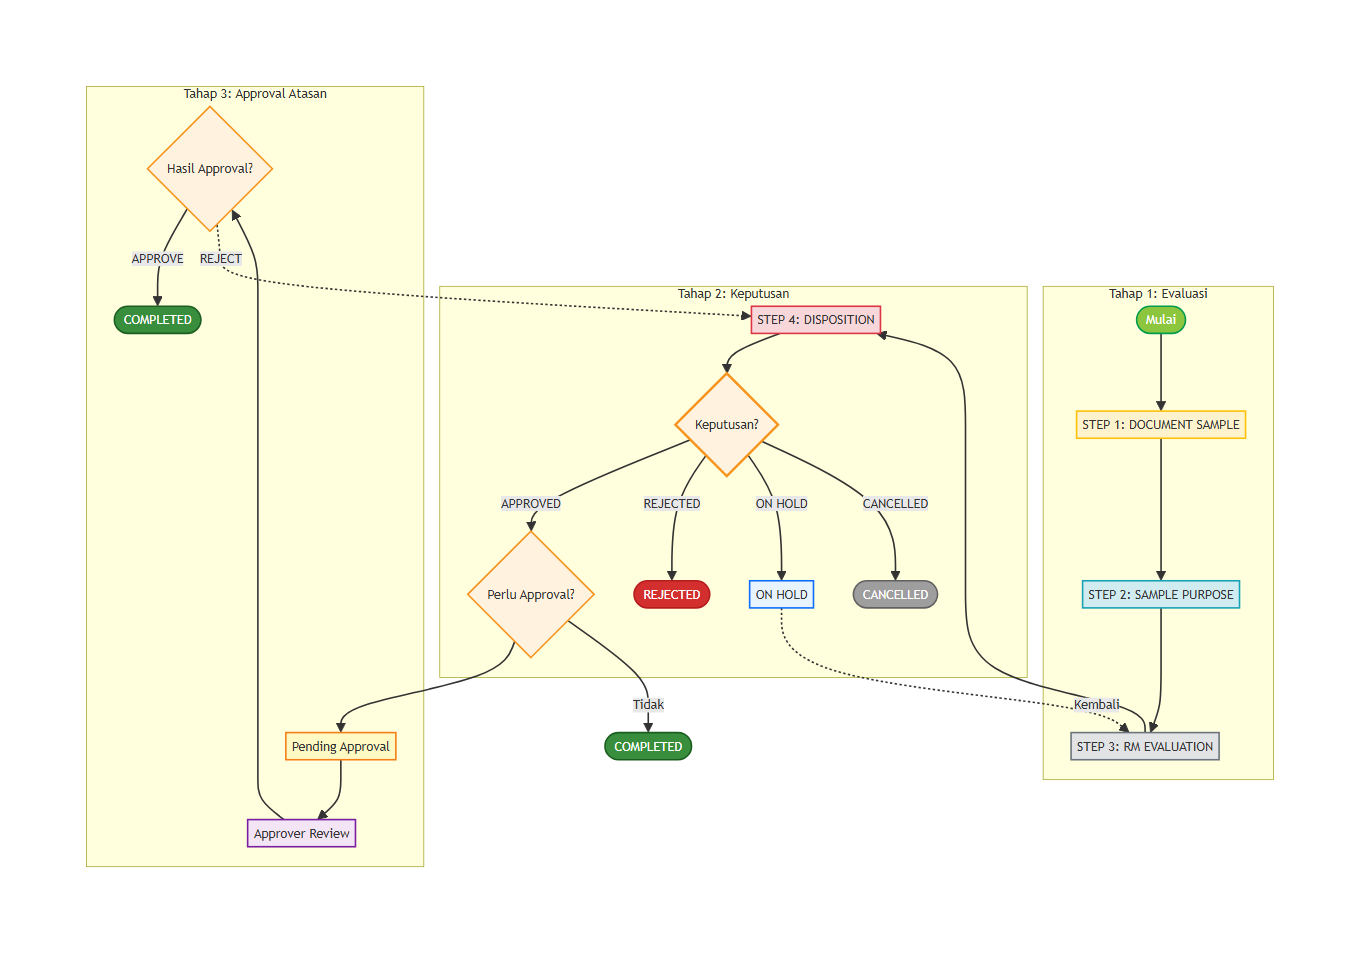 Tahap 3: Approval Atasan
Hasil Approval?
APPROVE
REJECT
COMPLETED
Pending Approval
Approver Review
Tahap 2: Keputusan
STEP 4: DISPOSITION
Keputusan?
APPROVED
REJECTED
ON HOLD
CANCELLED
Perlu Approval?
REJECTED
ON HOLD
CANCELLED
Tidak
COMPLETED
Tahap 1: Evaluasi
Mulai
STEP 1: DOCUMENT SAMPLE
STEP 2: SAMPLE PURPOSE
Kembali
STEP 3: RM EVALUATION